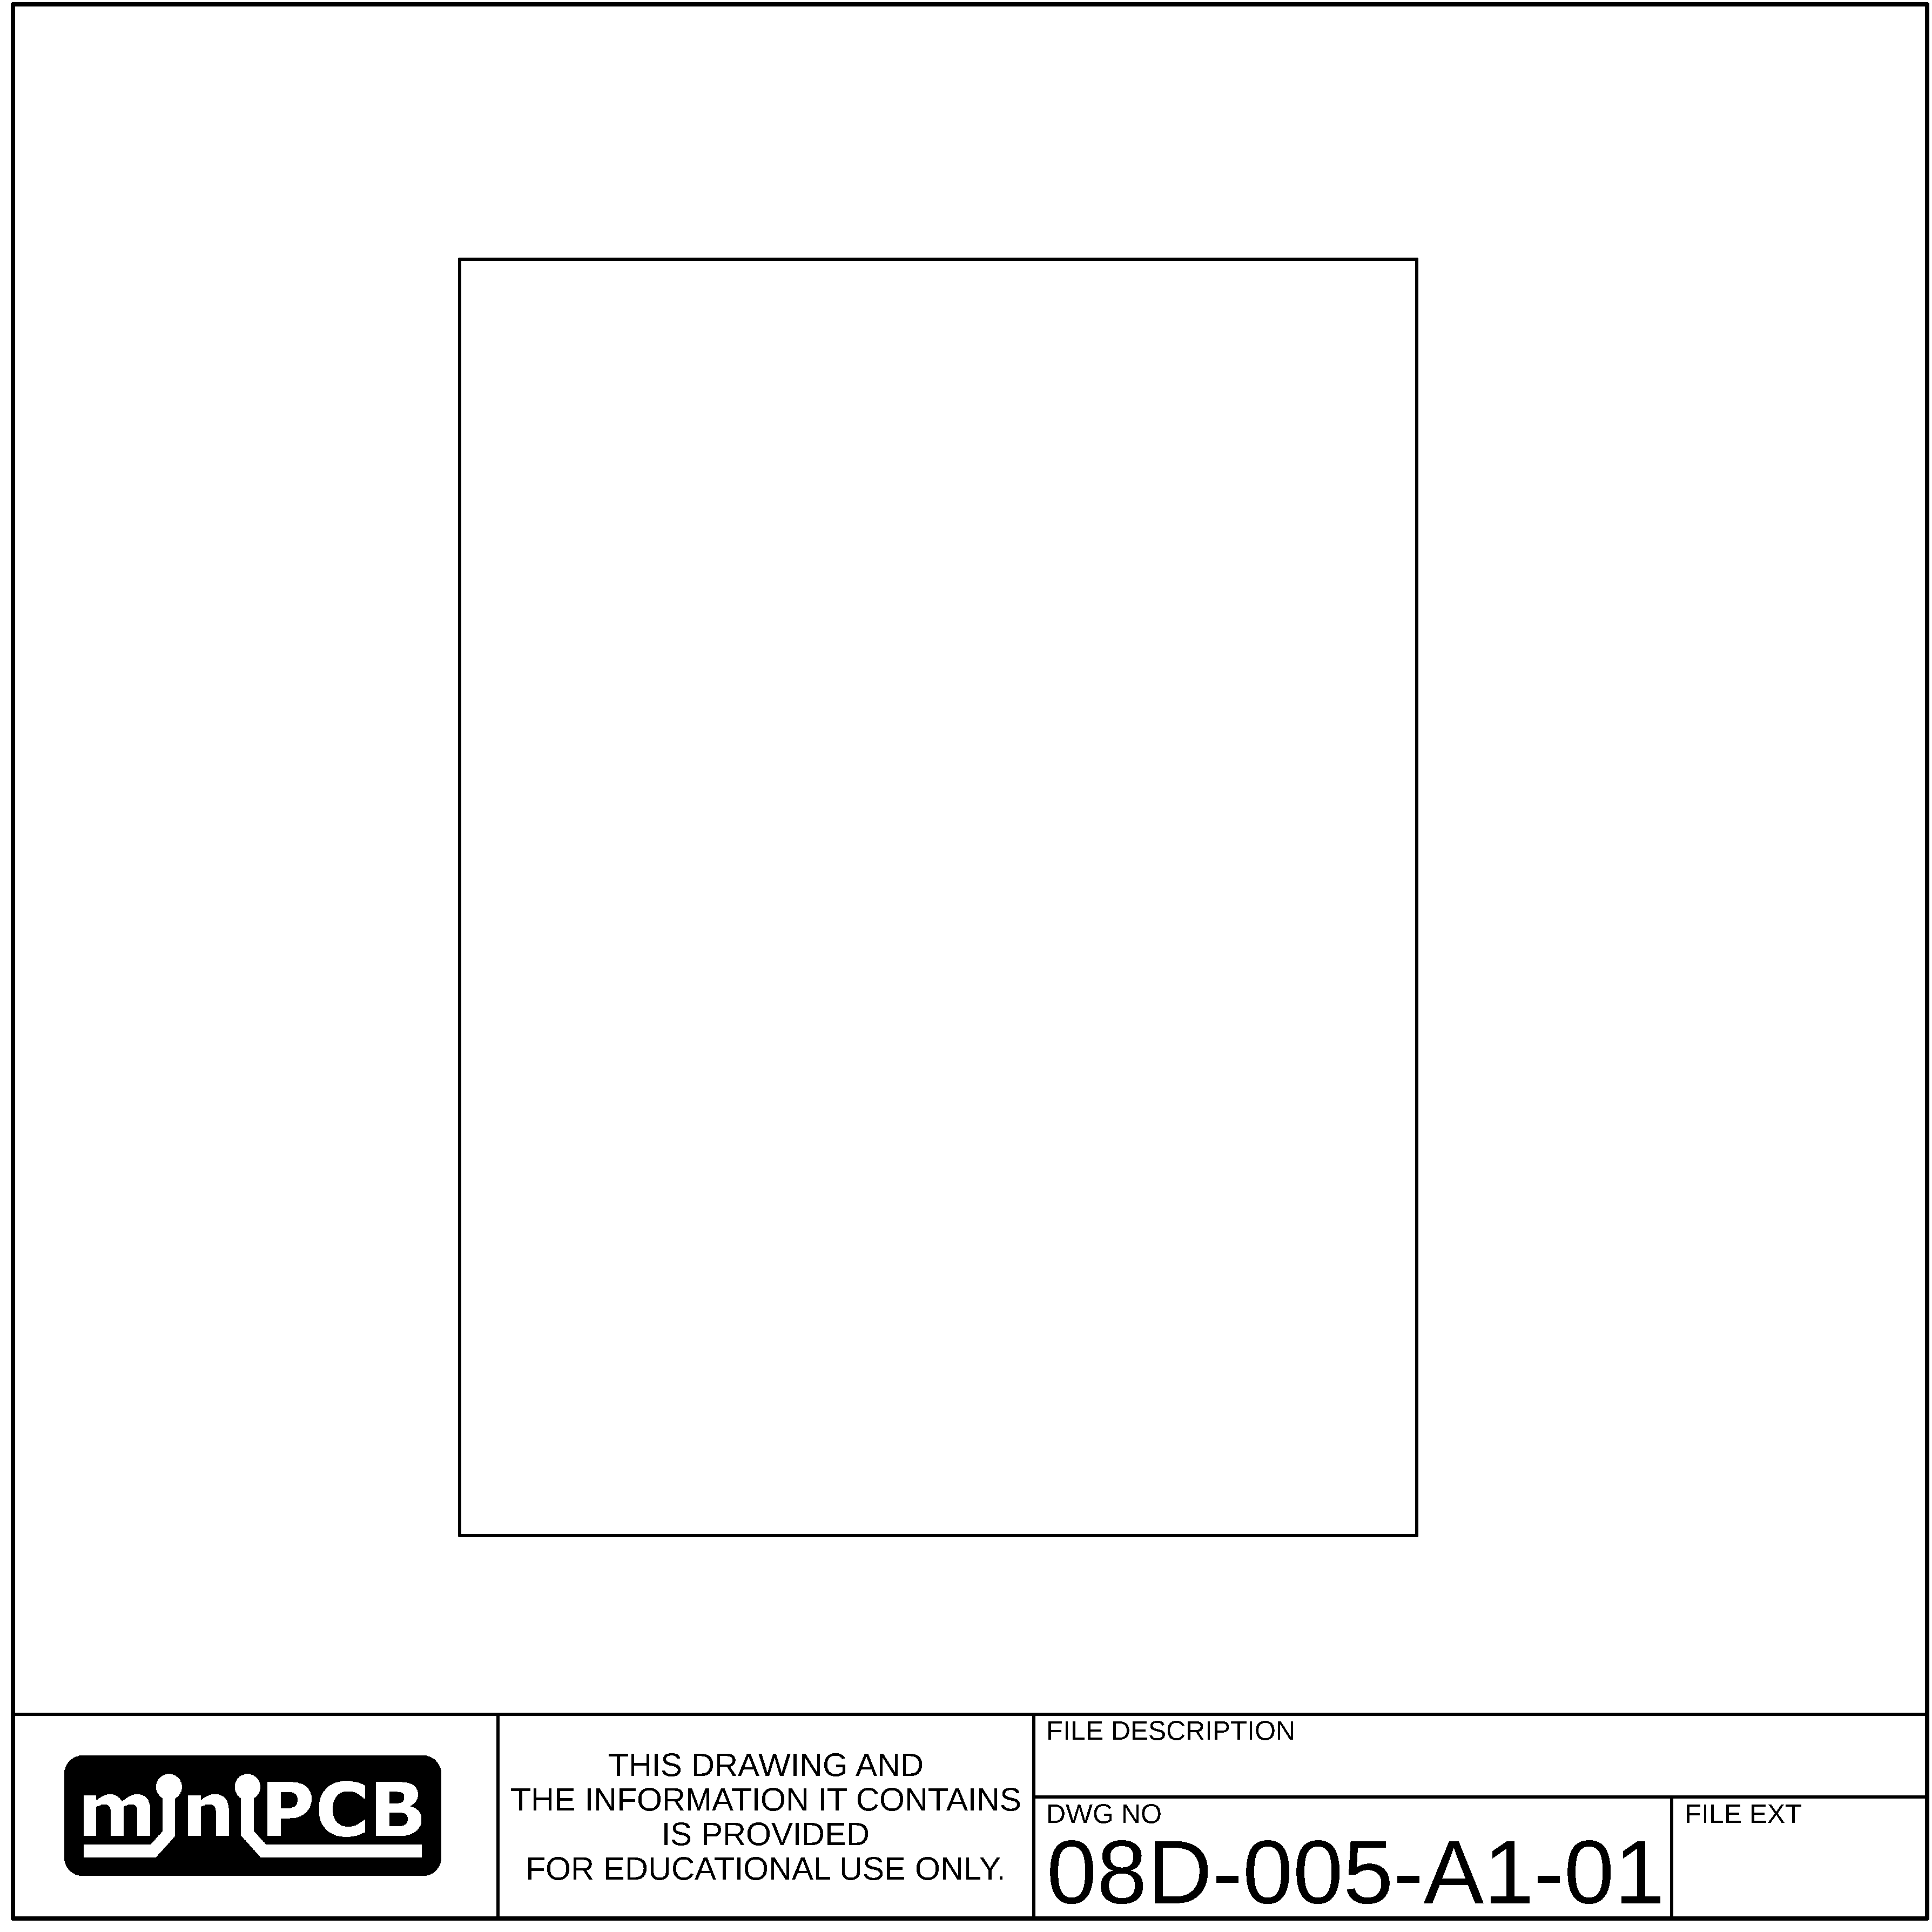 miniPCB
THIS DRAWING AND
THE INFORMATION IT CONTAINS
IS PROVIDED
FOR EDUCATIONAL USE ONLY.
FILE DESCRIPTION
DWG NO
08D-005-A1-01
FILE EXT